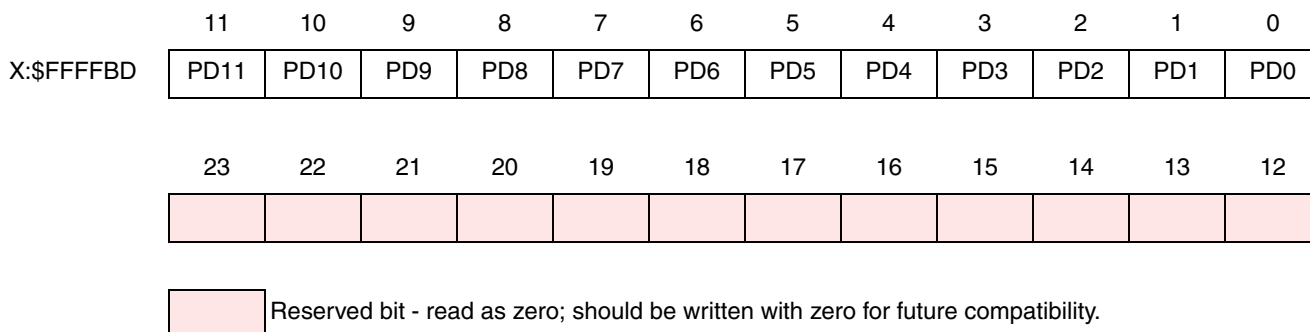 11 10 9 8 7 6 5 4 3 2 1 0
X:$FFFFBD PD11 PD10 PD9 PD8 PD7 PD6 PD5 PD4 PD3 PD2 PD1 PD0
23 22 21 20 19 18 17 16 15 14 13 12
Reserved bit - read as zero; should be written with zero for future compatibility.